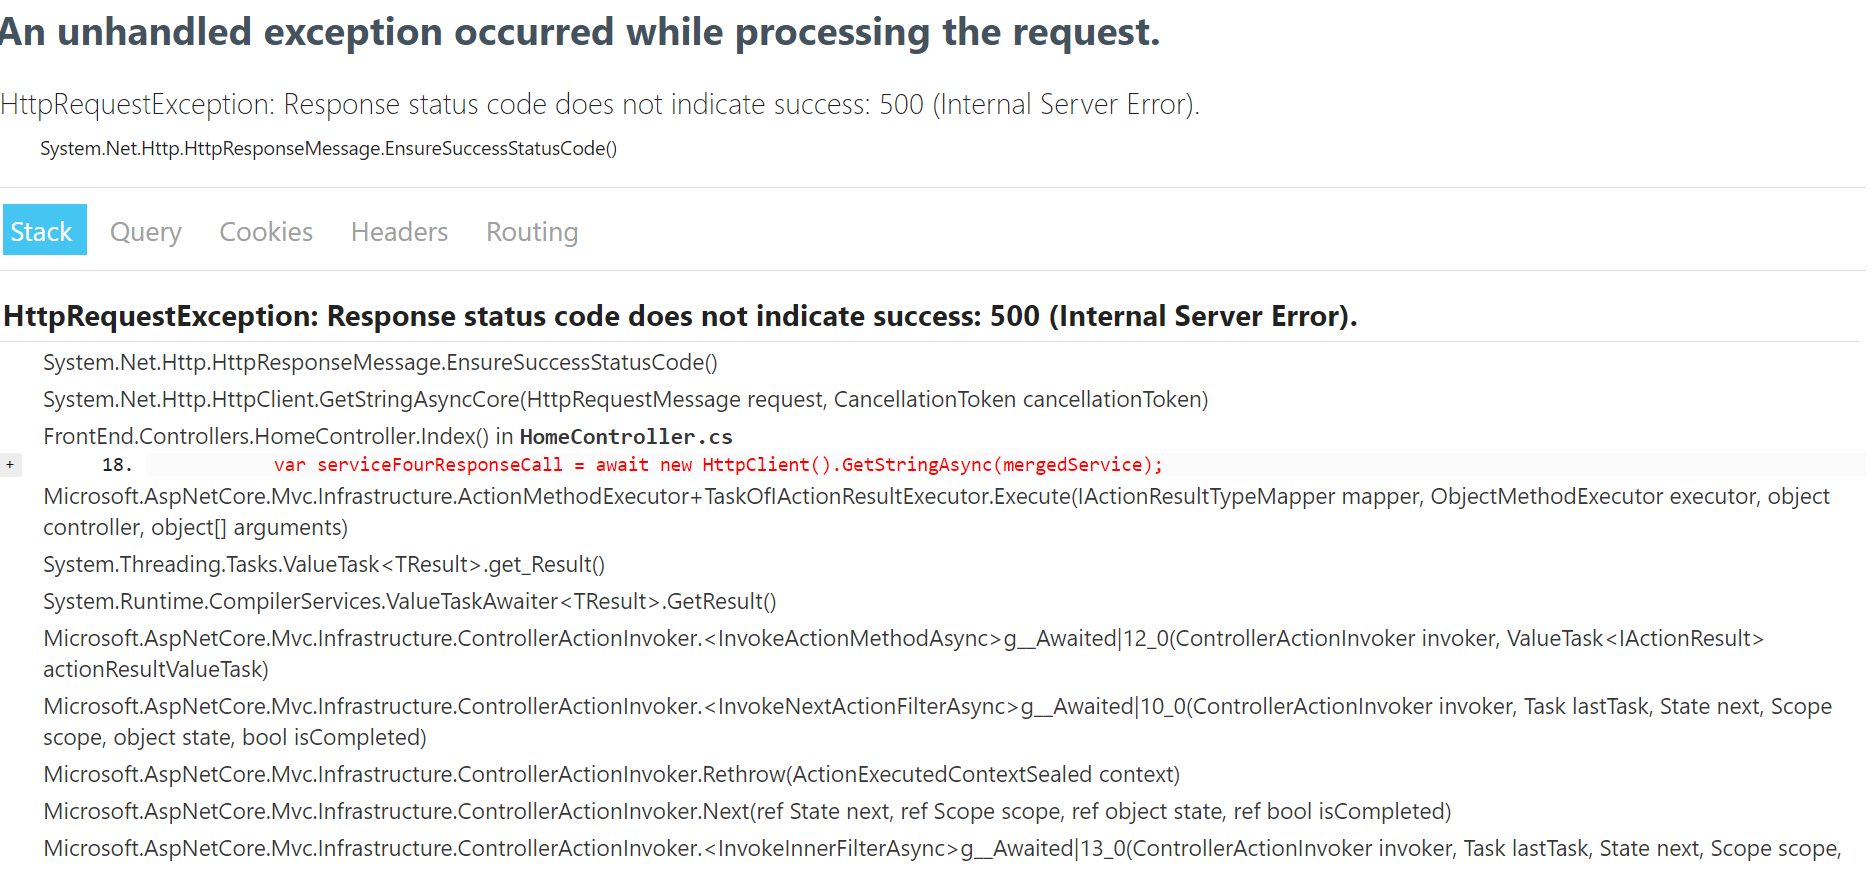 An unhandled exception occurred while processing the request.
HttpRequestException: Response status code does not indicate success: 500 (Internal Server Error).
System.Net.Http.HttpResponseMessage.EnsureSuccessStatusCode()
Stack Query Cookies Headers Routing
HttpRequestException: Response status code does not indicate success: 500 (Internal Server Error).
System.Net.Http.HttpResponseMessage.EnsureSuccessStatusCode()
System.Net.Http.HttpClient.GetStringAsyncCore(HttpRequestMessage request, CancellationToken cancellationToken)
FrontEnd.Controllers.HomeController.Index() in HomeController.cs
+ 18. var serviceFourResponseCall = await new HttpClient().GetStringAsync(mergedService);
Microsoft.AspNetCore.Mvc.Infrastructure.ActionMethodExecutor+TaskOfIActionResultExecutor.Execute(IActionResultTypeMapper mapper, ObjectMethodExecutor executor, object
controller, object[] arguments)
System.Threading.Tasks.ValueTask<TResult>.get_Result()
System.Runtime.CompilerServices.ValueTaskAwaiter<TResult>.GetResult()
Microsoft.AspNetCore.Mvc.Infrastructure.ControllerActionInvoker.<InvokeActionMethodAsync>g__Awaited|12_0(ControllerActionInvoker invoker, ValueTask<IActionResult>
actionResultValueTask)
Microsoft.AspNetCore.Mvc.Infrastructure.ControllerActionInvoker.<InvokeNextActionFilterAsync>g__Awaited|10_0(ControllerActionInvoker invoker, Task lastTask, State next, Scope
scope, object state, bool isCompleted)
Microsoft.AspNetCore.Mvc.Infrastructure.ControllerActionInvoker.Rethrow(ActionExecutedContextSealed context)
Microsoft.AspNetCore.Mvc.Infrastructure.ControllerActionInvoker.Next(ref State next, ref Scope scope, ref object state, ref bool isCompleted)
Microsoft.AspNetCore.Mvc.Infrastructure.ControllerActionInvoker.<InvokeInnerFilterAsync>g__Awaited|13_0(ControllerActionInvoker invoker, Task lastTask, State next, Scope scope,